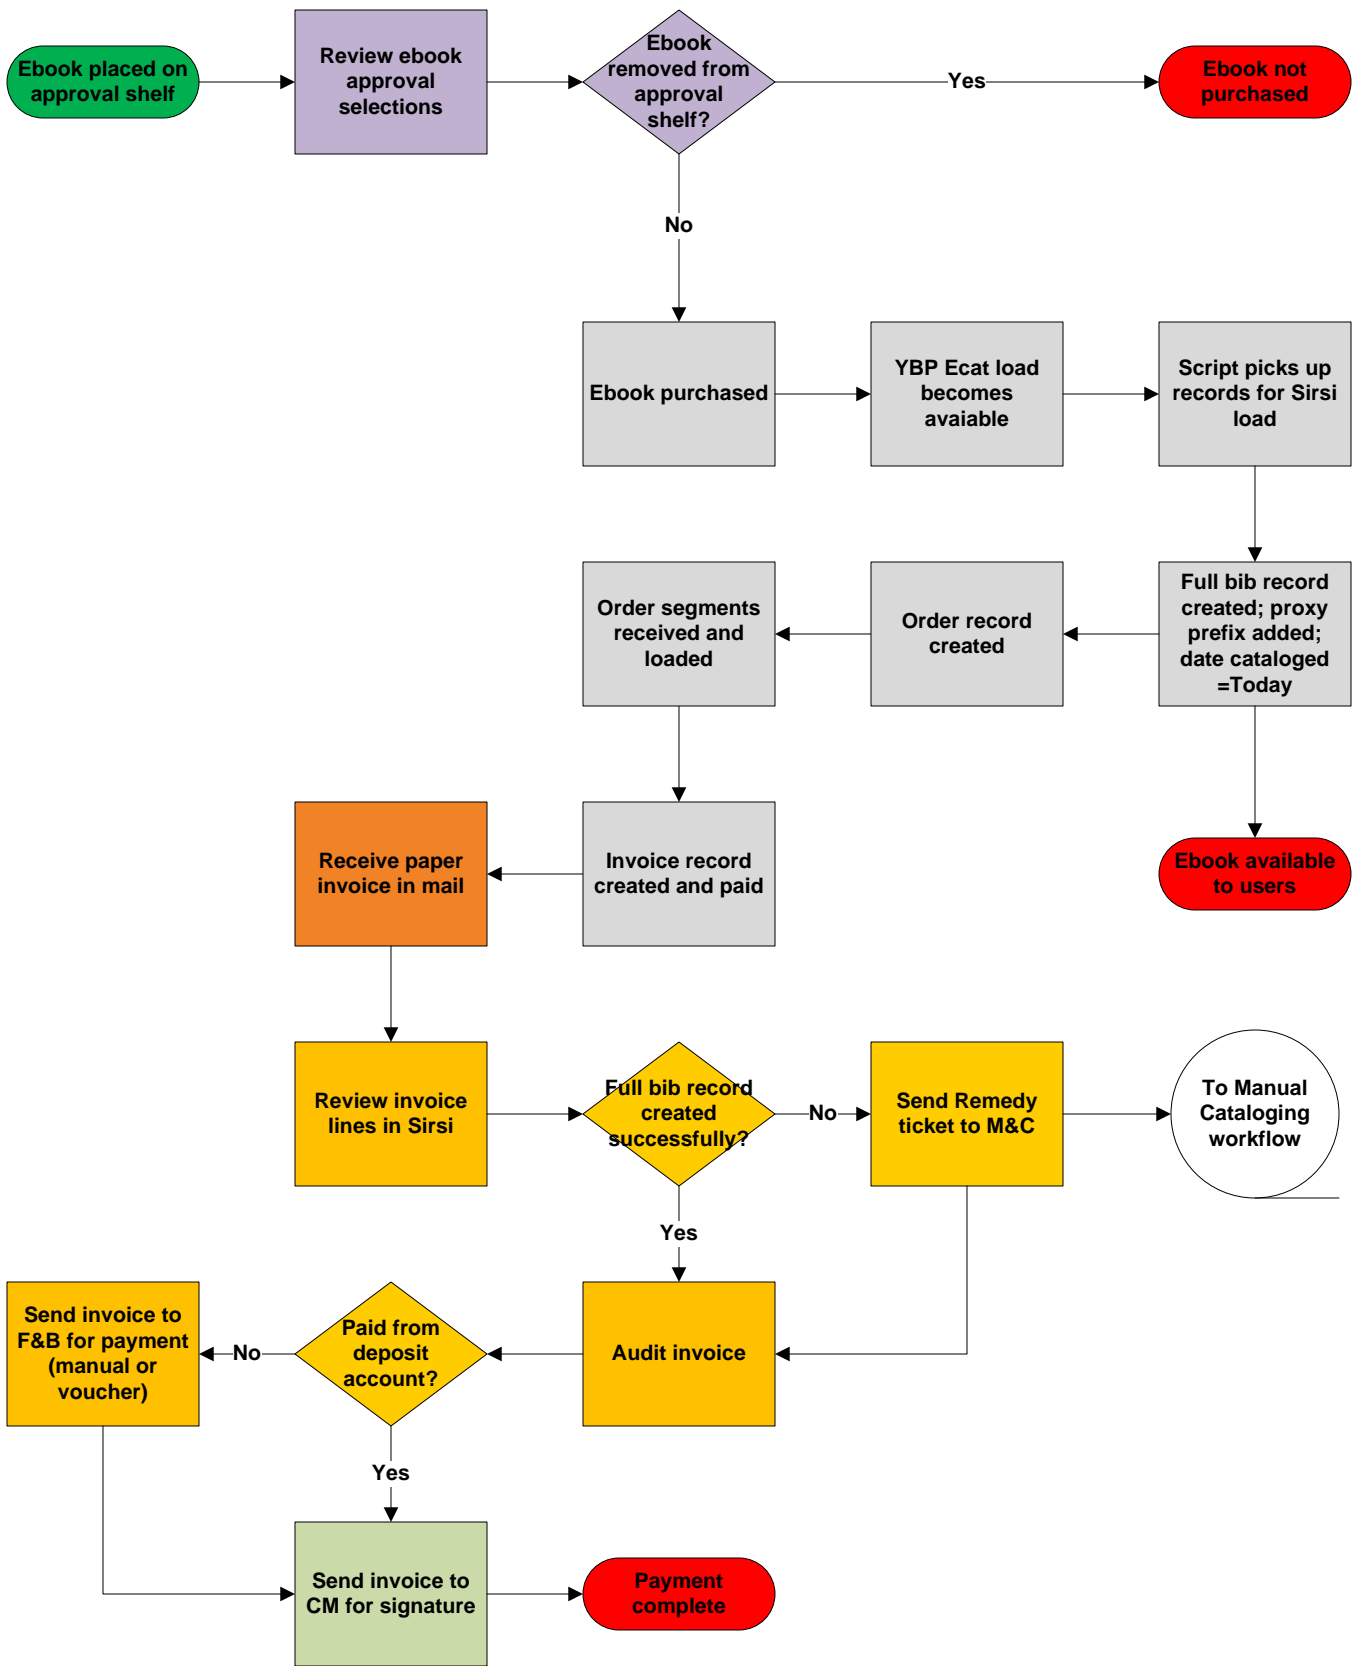 Ebook placed on
approval shelf
Review ebook
approval
selections
Ebook
removed from
approval
shelf?
Yes
Ebook not
purchased
No
Ebook purchased
YBP Ecat load
becomes
avaiable
Script picks up
records for Sirsi
load
Order segments
received and
loaded
Order record
created
Full bib record
created; proxy
prefix added;
date cataloged
=Today
Receive paper
invoice in mail
Invoice record
created and paid
Ebook available
to users
Review invoice
lines in Sirsi
Full bib record
created
successfully?
No
Send Remedy
ticket to M&C
To Manual
Cataloging
workflow
Yes
Send invoice to
F&B for payment
(manual or
voucher)
No
Paid from
deposit
account?
Audit invoice
Yes
Send invoice to
CM for signature
Payment
complete